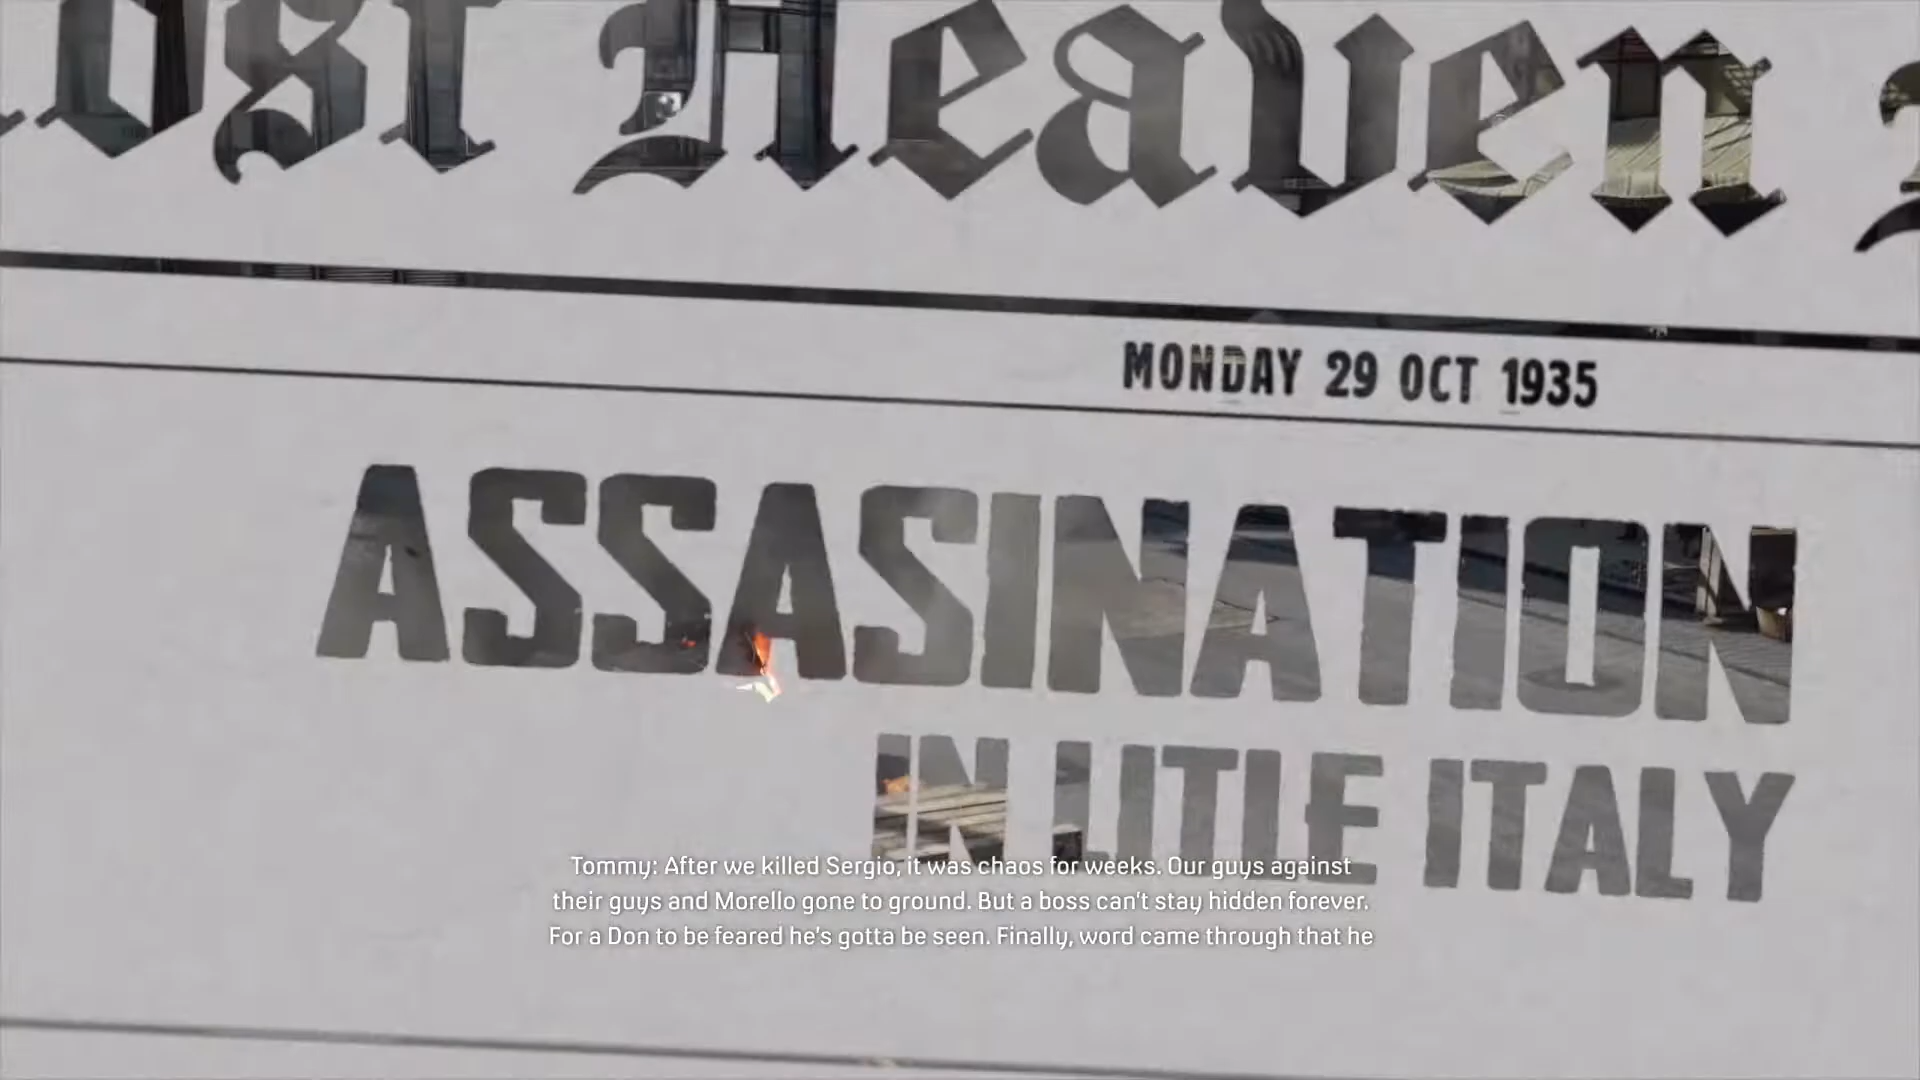 ost Heaven
MONDAY 29 OCT 1935
ASSASINATION
IN LITTLE ITALY
Tommy: After we killed Sergio, it was chaos for weeks. Our guys against
their guys and Morello gone to ground. But a boss can't stay hidden forever.
For a Don to be feared he's gotta be seen. Finally, word came through that he